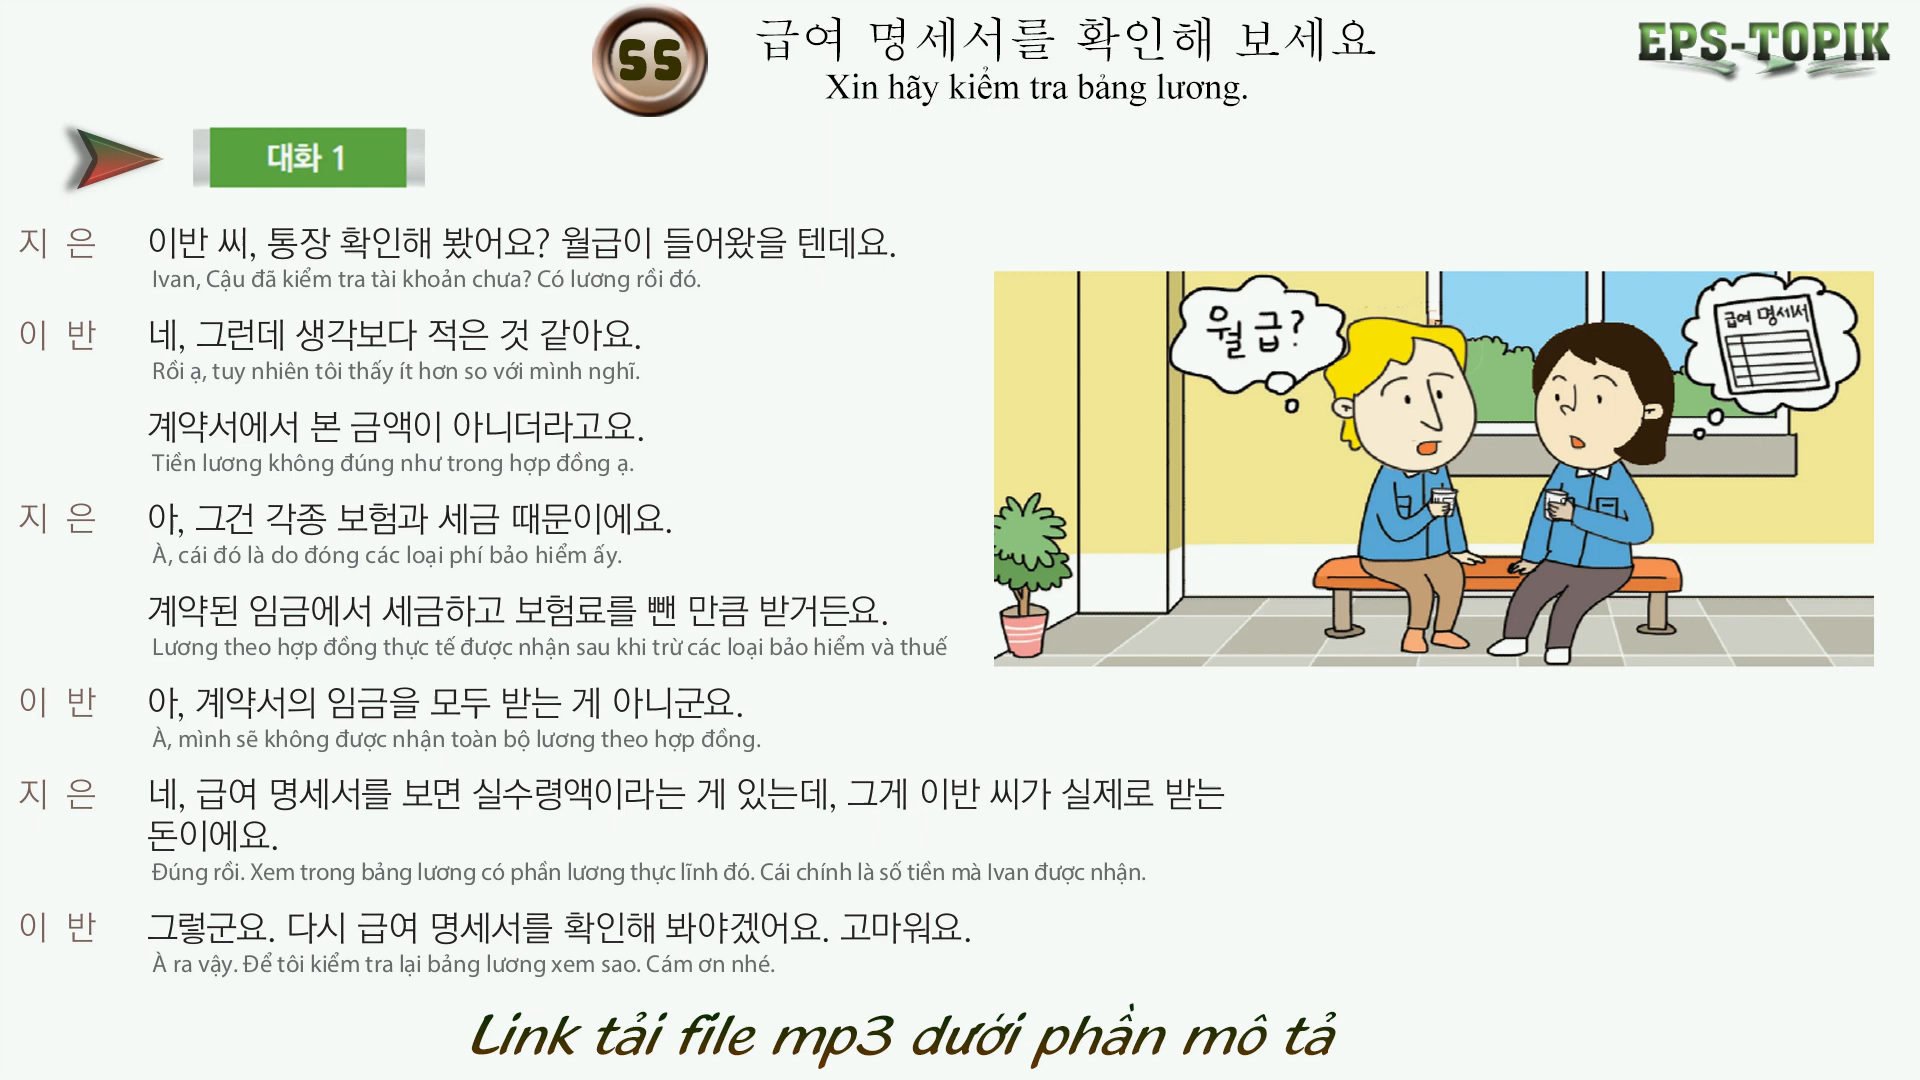 55
급여 명세서를 확인해 보세요
Xin hãy kiểm tra bảng lương.
EPS-TOPIK
대화 1
지 은 이반 씨, 통장 확인해 봤어요? 월급이 들어왔을 텐데요.
Ivan, Cậu đã kiểm tra tài khoản chưa? Có lương rồi đó.
이 반 네, 그런데 생각보다 적은 것 같아요.
Rồi ạ, tuy nhiên tôi thấy ít hơn so với mình nghĩ.
계약서에서 본 금액이 아니더라고요.
Tiền lương không đúng như trong hợp đồng ạ.
지 은 아, 그건 각종 보험과 세금 때문이에요.
À, cái đó là do đóng các loại phí bảo hiểm ấy.
계약된 임금에서 세금하고 보험료를 뺀 만큼 받거든요.
Lương theo hợp đồng thực tế được nhận sau khi trừ các loại bảo hiểm và thuế
이 반 아, 계약서의 임금을 모두 받는 게 아니군요.
À, mình sẽ không được nhận toàn bộ lương theo hợp đồng.
지 은 네, 급여 명세서를 보면 실수령액이라는 게 있는데, 그게 이반 씨가 실제로 받는
돈이에요.
Đúng rồi. Xem trong bảng lương có phần lương thực lĩnh đó. Cái chính là số tiền mà Ivan được nhận.
이 반 그렇군요. 다시 급여 명세서를 확인해 봐야겠어요. 고마워요.
À ra vậy. Để tôi kiểm tra lại bảng lương xem sao. Cám ơn nhé.
월급?
급여 명세서
Link tải file mp3 dưới phần mô tả